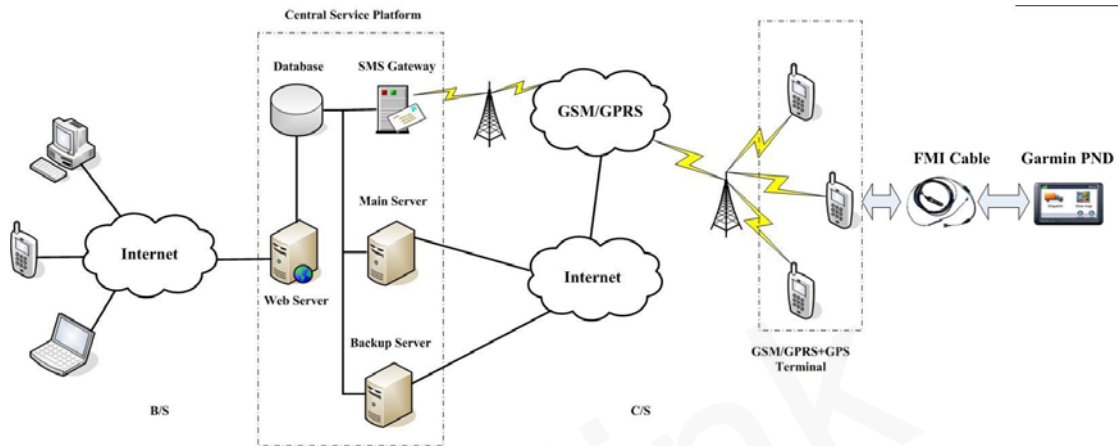 Central Service Platform
Database
SMS Gateway
GSM/GPRS
FMI Cable
Garmin PND
Main Server
Internet
Internet
Web Server
Backup Server
GSM/GPRS+GPS
Terminal
B/S
C/S